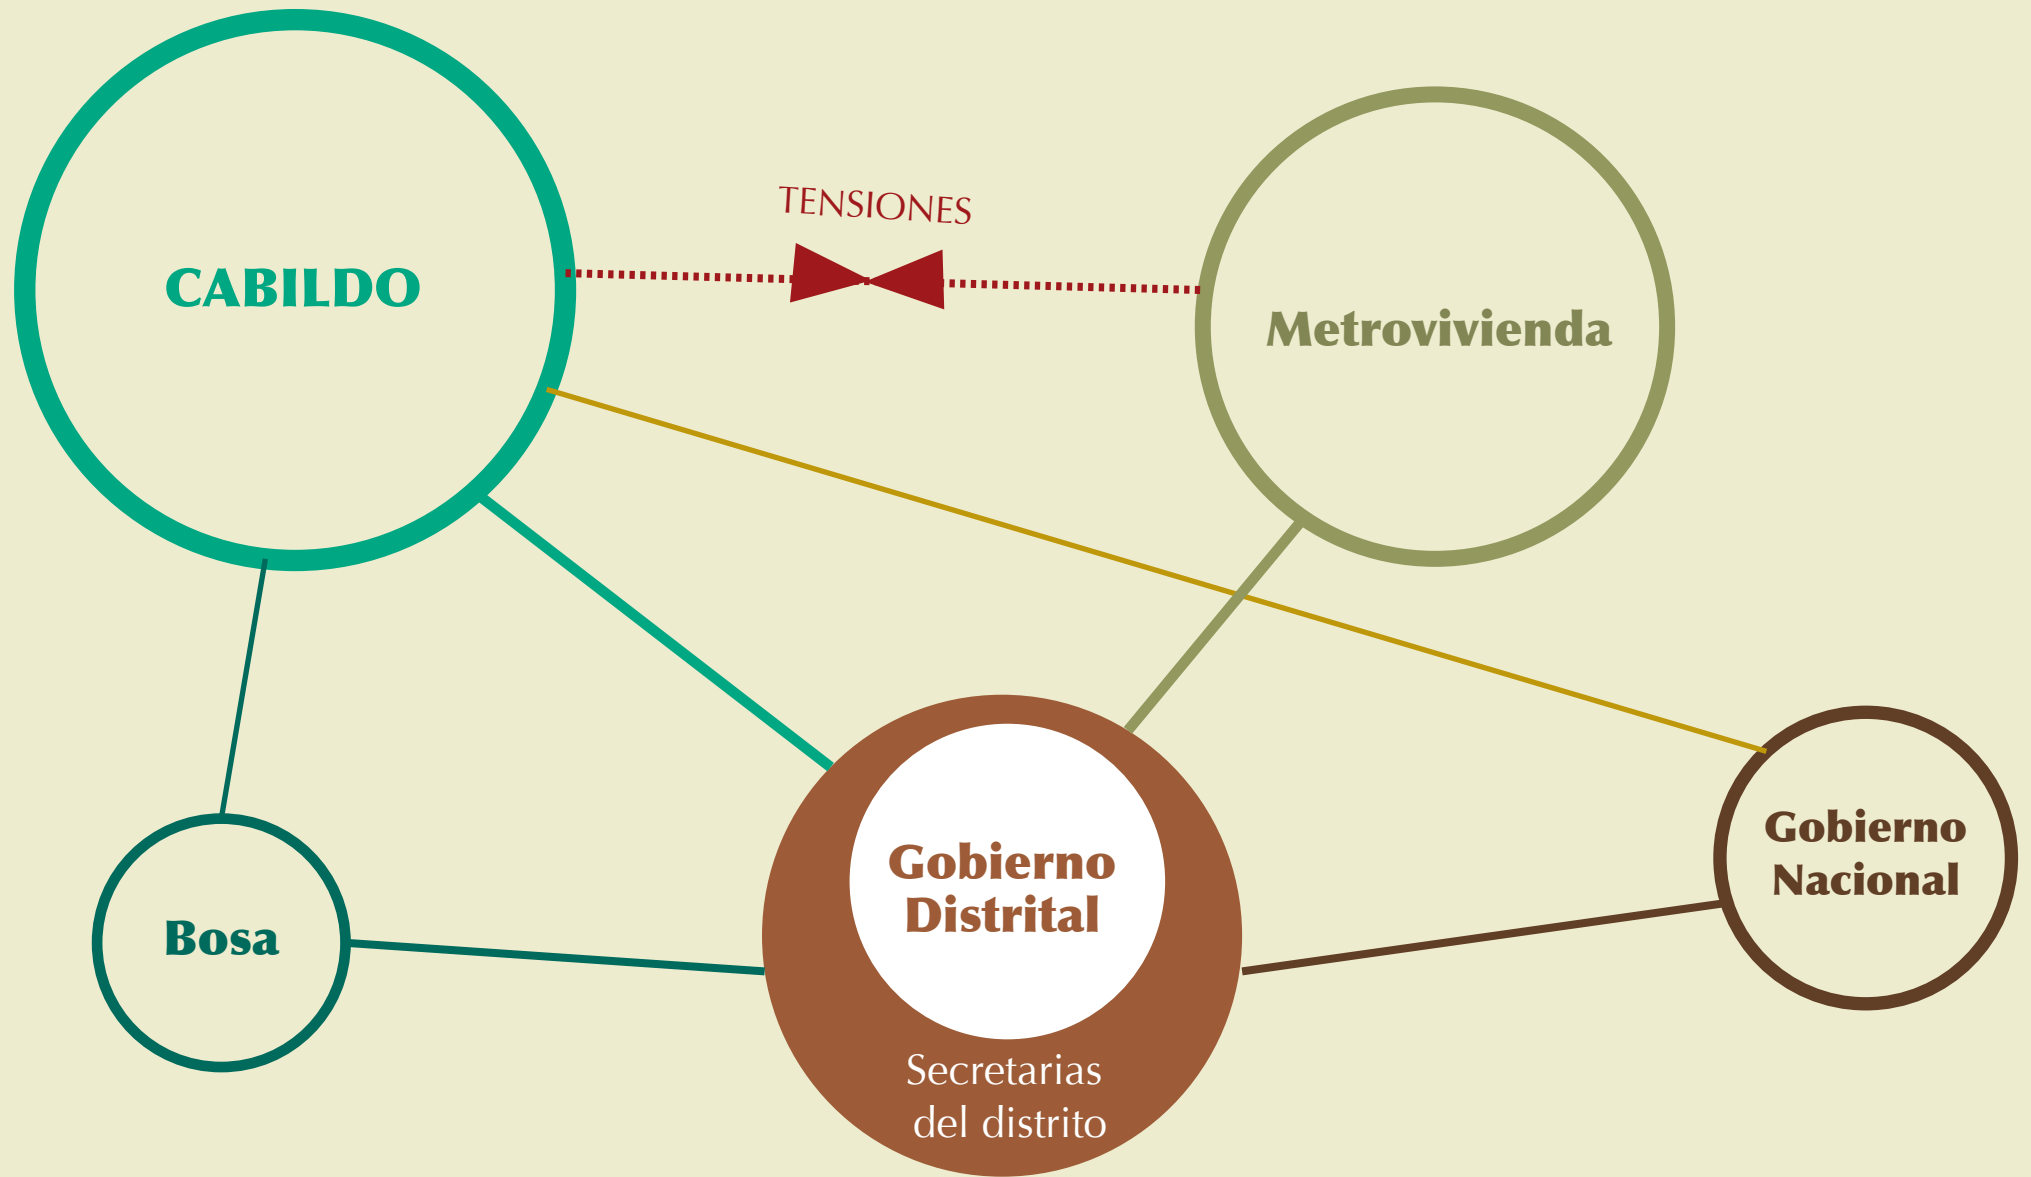 TENSIONES
CABILDO
Metrovivienda
Gobierno
Nacional
Gobierno
Distrital
Bosa
Secretarias
del distrito